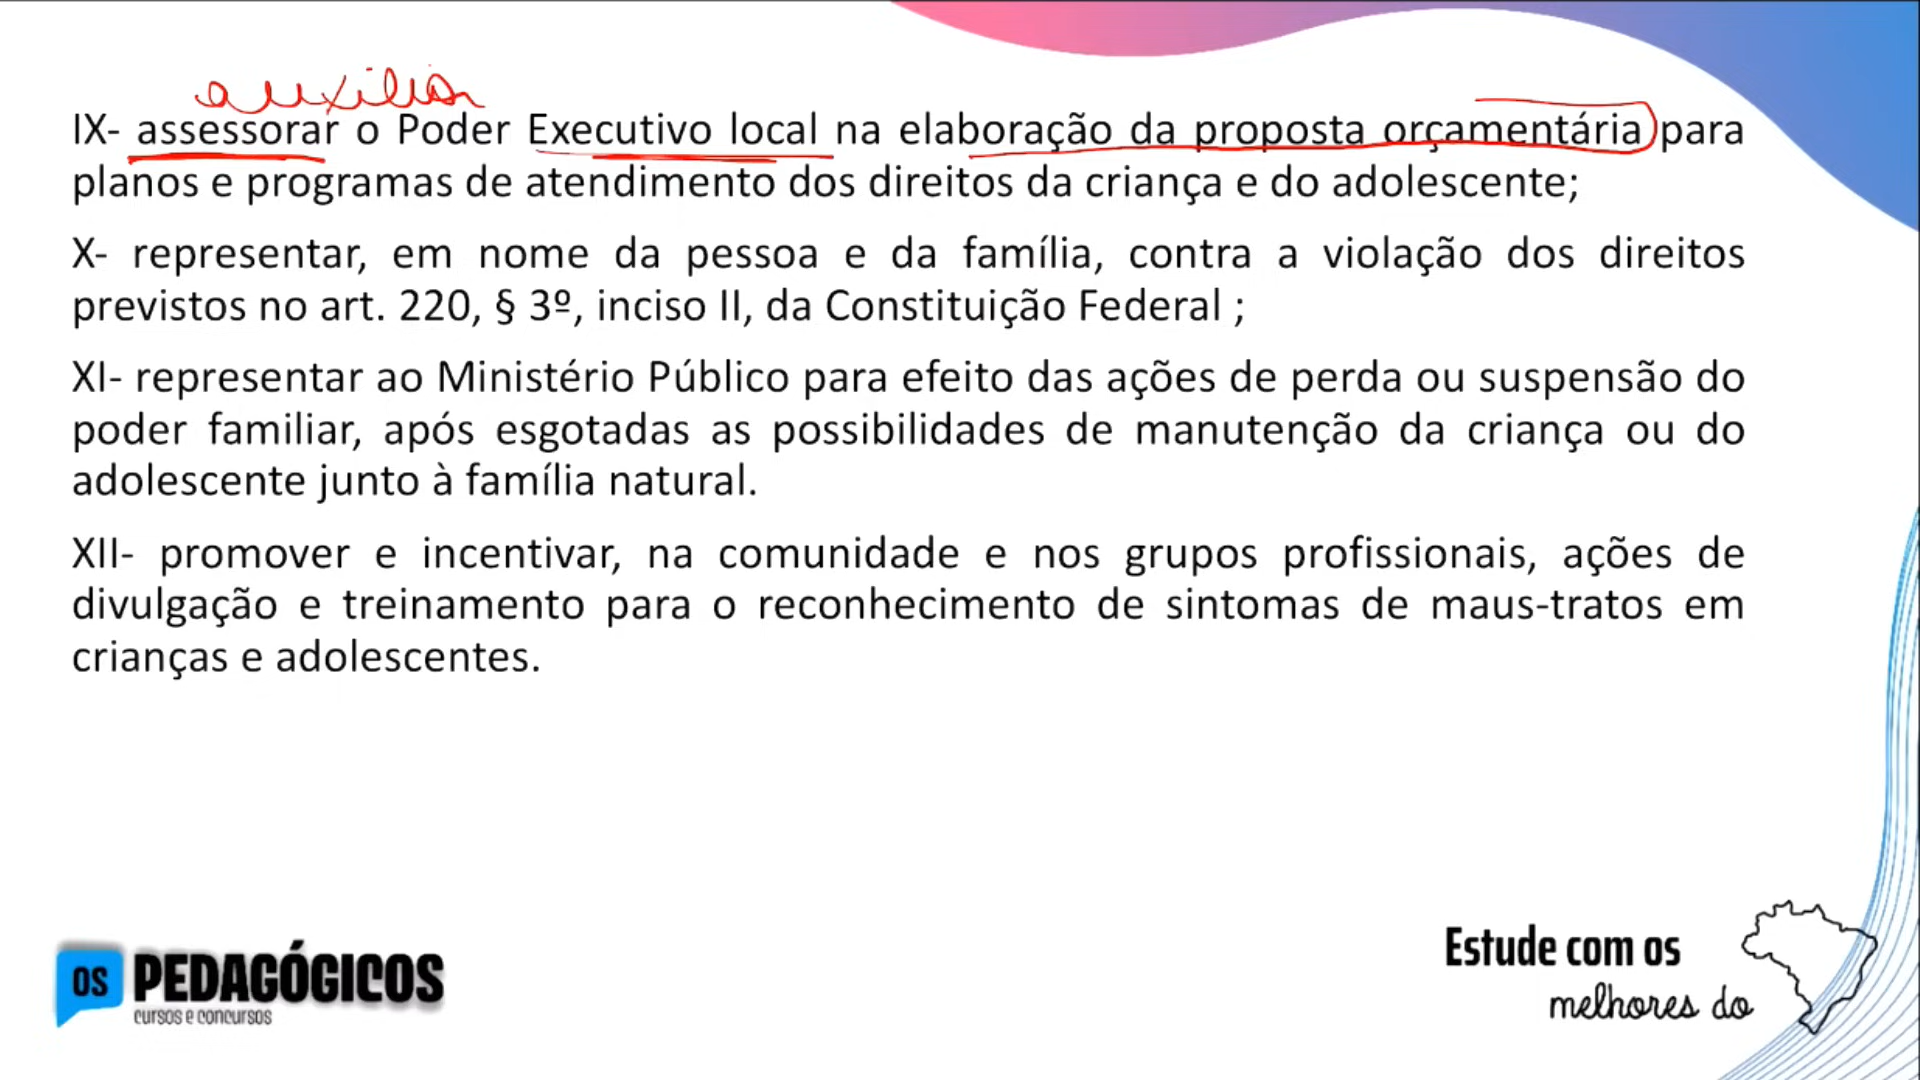 auxiliar
IX- assessorar o Poder Executivo local na elaboração da proposta orçamentária para
planos e programas de atendimento dos direitos da criança e do adolescente;
X- representar, em nome da pessoa e da família, contra a violação dos direitos
previstos no art. 220, § 3º, inciso II, da Constituição Federal ;
XI- representar ao Ministério Público para efeito das ações de perda ou suspensão do
poder familiar, após esgotadas as possibilidades de manutenção da criança ou do
adolescente junto à família natural.
XII- promover e incentivar, na comunidade e nos grupos profissionais, ações de
divulgação e treinamento para o reconhecimento de sintomas de maus-tratos em
crianças e adolescentes.
OS PEDAGÓGICOS
cursos e concursos
Estude com os
melhores do